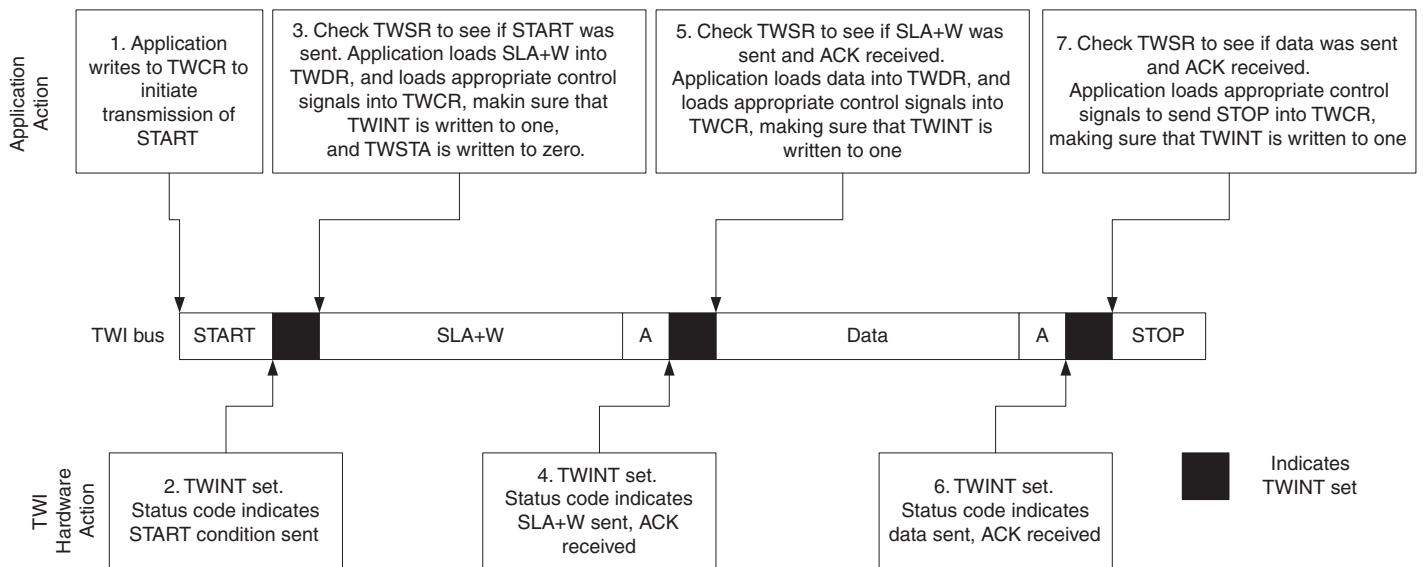 Application
Action
1. Application
writes to TWCR to
initiate
transmission of
START
3. Check TWSR to see if START was
sent. Application loads SLA+W into
TWDR, and loads appropriate control
signals into TWCR, makin sure that
TWINT is written to one,
and TWSTA is written to zero.
5. Check TWSR to see if SLA+W was
sent and ACK received.
Application loads data into TWDR, and
loads appropriate control signals into
TWCR, making sure that TWINT is
written to one
7. Check TWSR to see if data was sent
and ACK received.
Application loads appropriate control
signals to send STOP into TWCR,
making sure that TWINT is written to one
TWI bus
START
SLA+W
A
Data
A
STOP
TWI
Hardware
Action
2. TWINT set.
Status code indicates
START condition sent
4. TWINT set.
Status code indicates
SLA+W sent, ACK
received
6. TWINT set.
Status code indicates
data sent, ACK received
Indicates
TWINT set